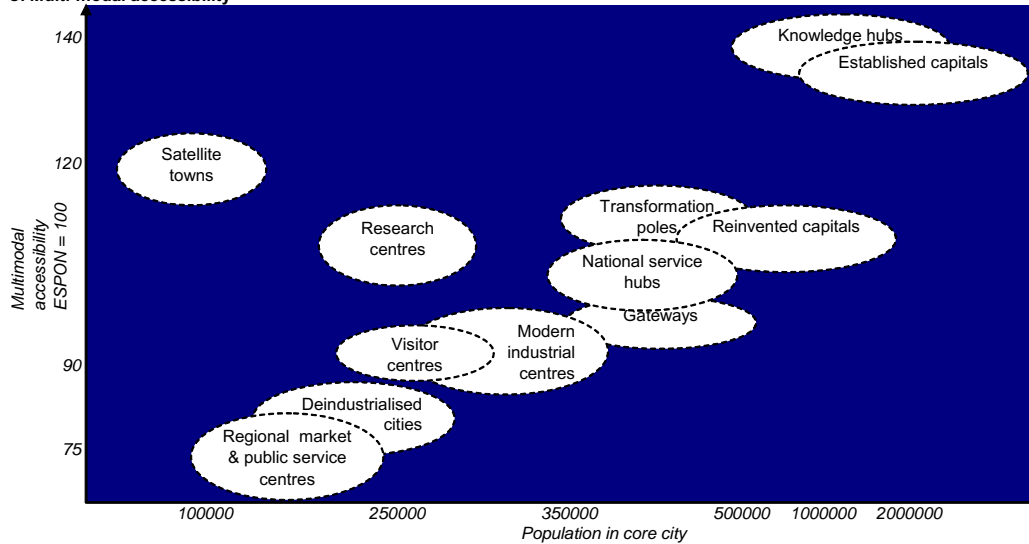 140
Knowledge hubs
Established capitals
120
Satellite
towns
Transformation
poles
Reinvented capitals
Research
centres
National service
hubs
Multimodal
accessibility
ESPON = 100
Gateways
Modern
industrial
centres
Visitor
centres
90
Deindustrialised
cities
75
Regional market
& public service
centres
100000
250000
350000
500000
1000000
2000000
Population in core city